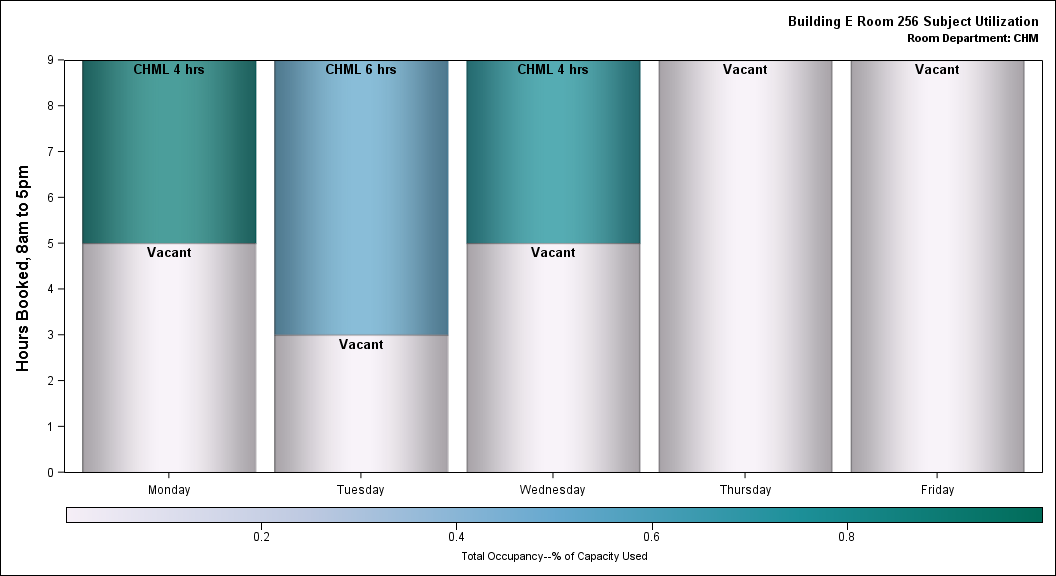 Building E Room 256 Subject Utilization
Room Department: CHM
Hours Booked, 8am to 5pm
9
8
7
6
5
4
3
2
1
0
CHML 4 hrs
CHML 6 hrs
CHML 4 hrs
Vacant
Vacant
Vacant
Vacant
Vacant
Monday
Tuesday
Wednesday
Thursday
Friday
0.2
0.4
0.6
0.8
Total Occupancy--% of Capacity Used